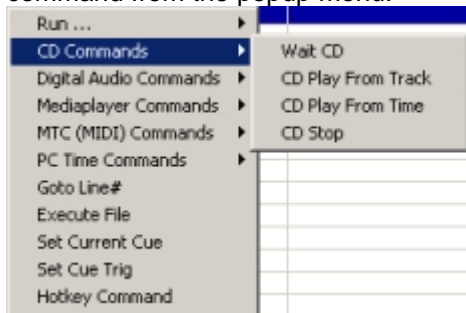 command from the popup menu.
Run ...
CD Commands
Digital Audio Commands
Mediaplayer Commands
MTC (MIDI) Commands
PC Time Commands
Goto Line#
Execute File
Set Current Cue
Set Cue Trig
Hotkey Command
Wait CD
CD Play From Track
CD Play From Time
CD Stop